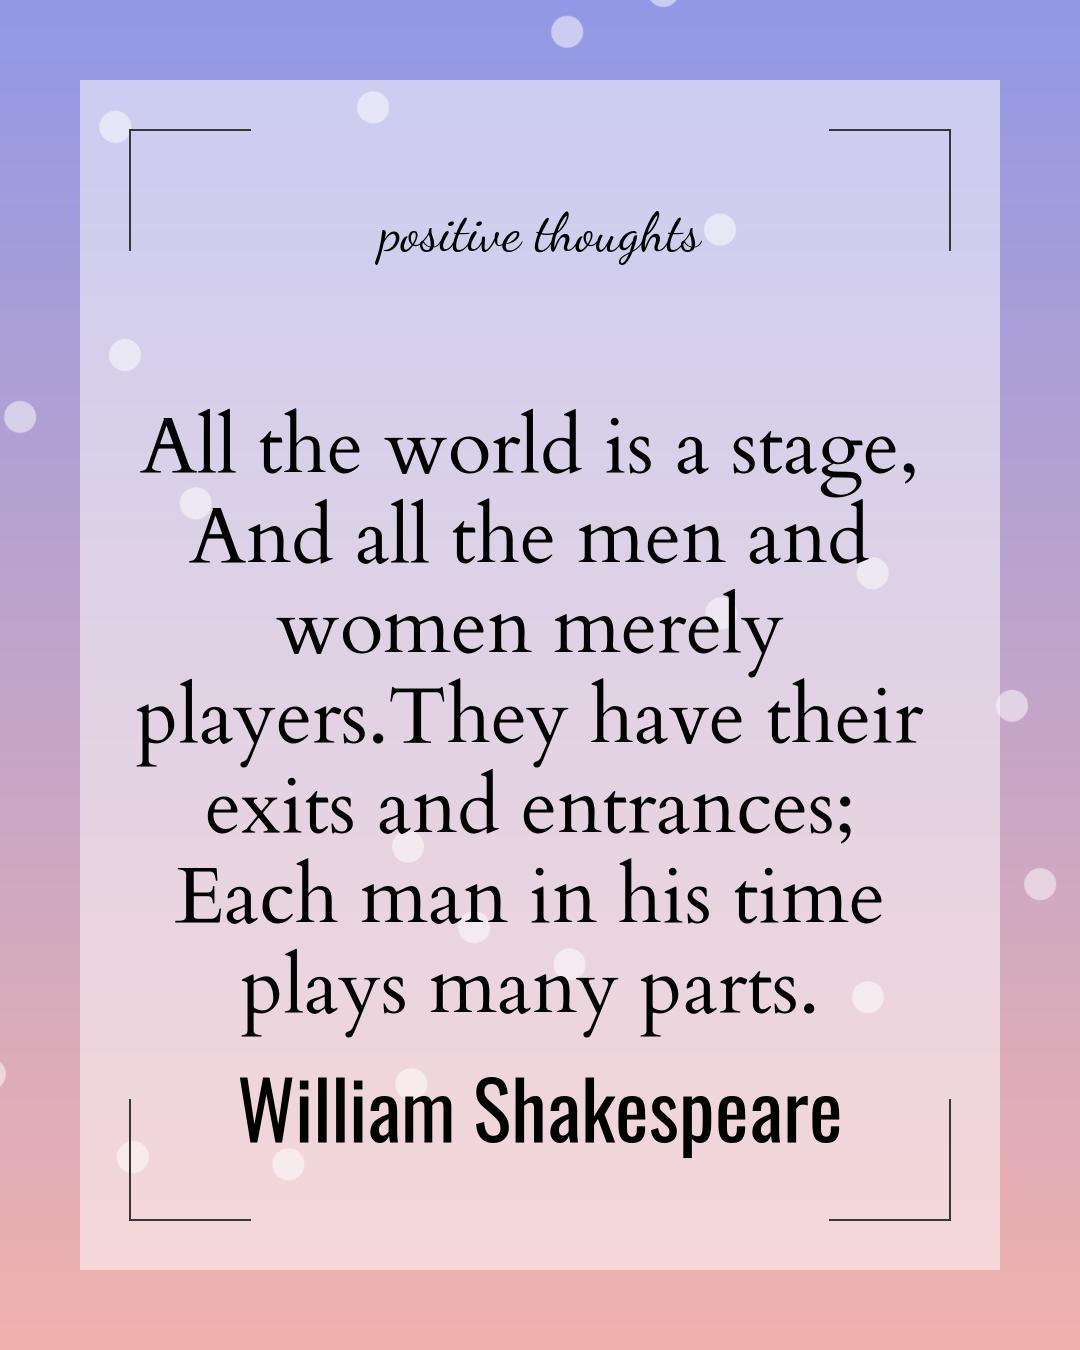 positive thoughts
All the world is a stage,
And all the men and
women merely
players.They have their
exits and entrances;
Each man in his time
plays many parts.
William Shakespeare